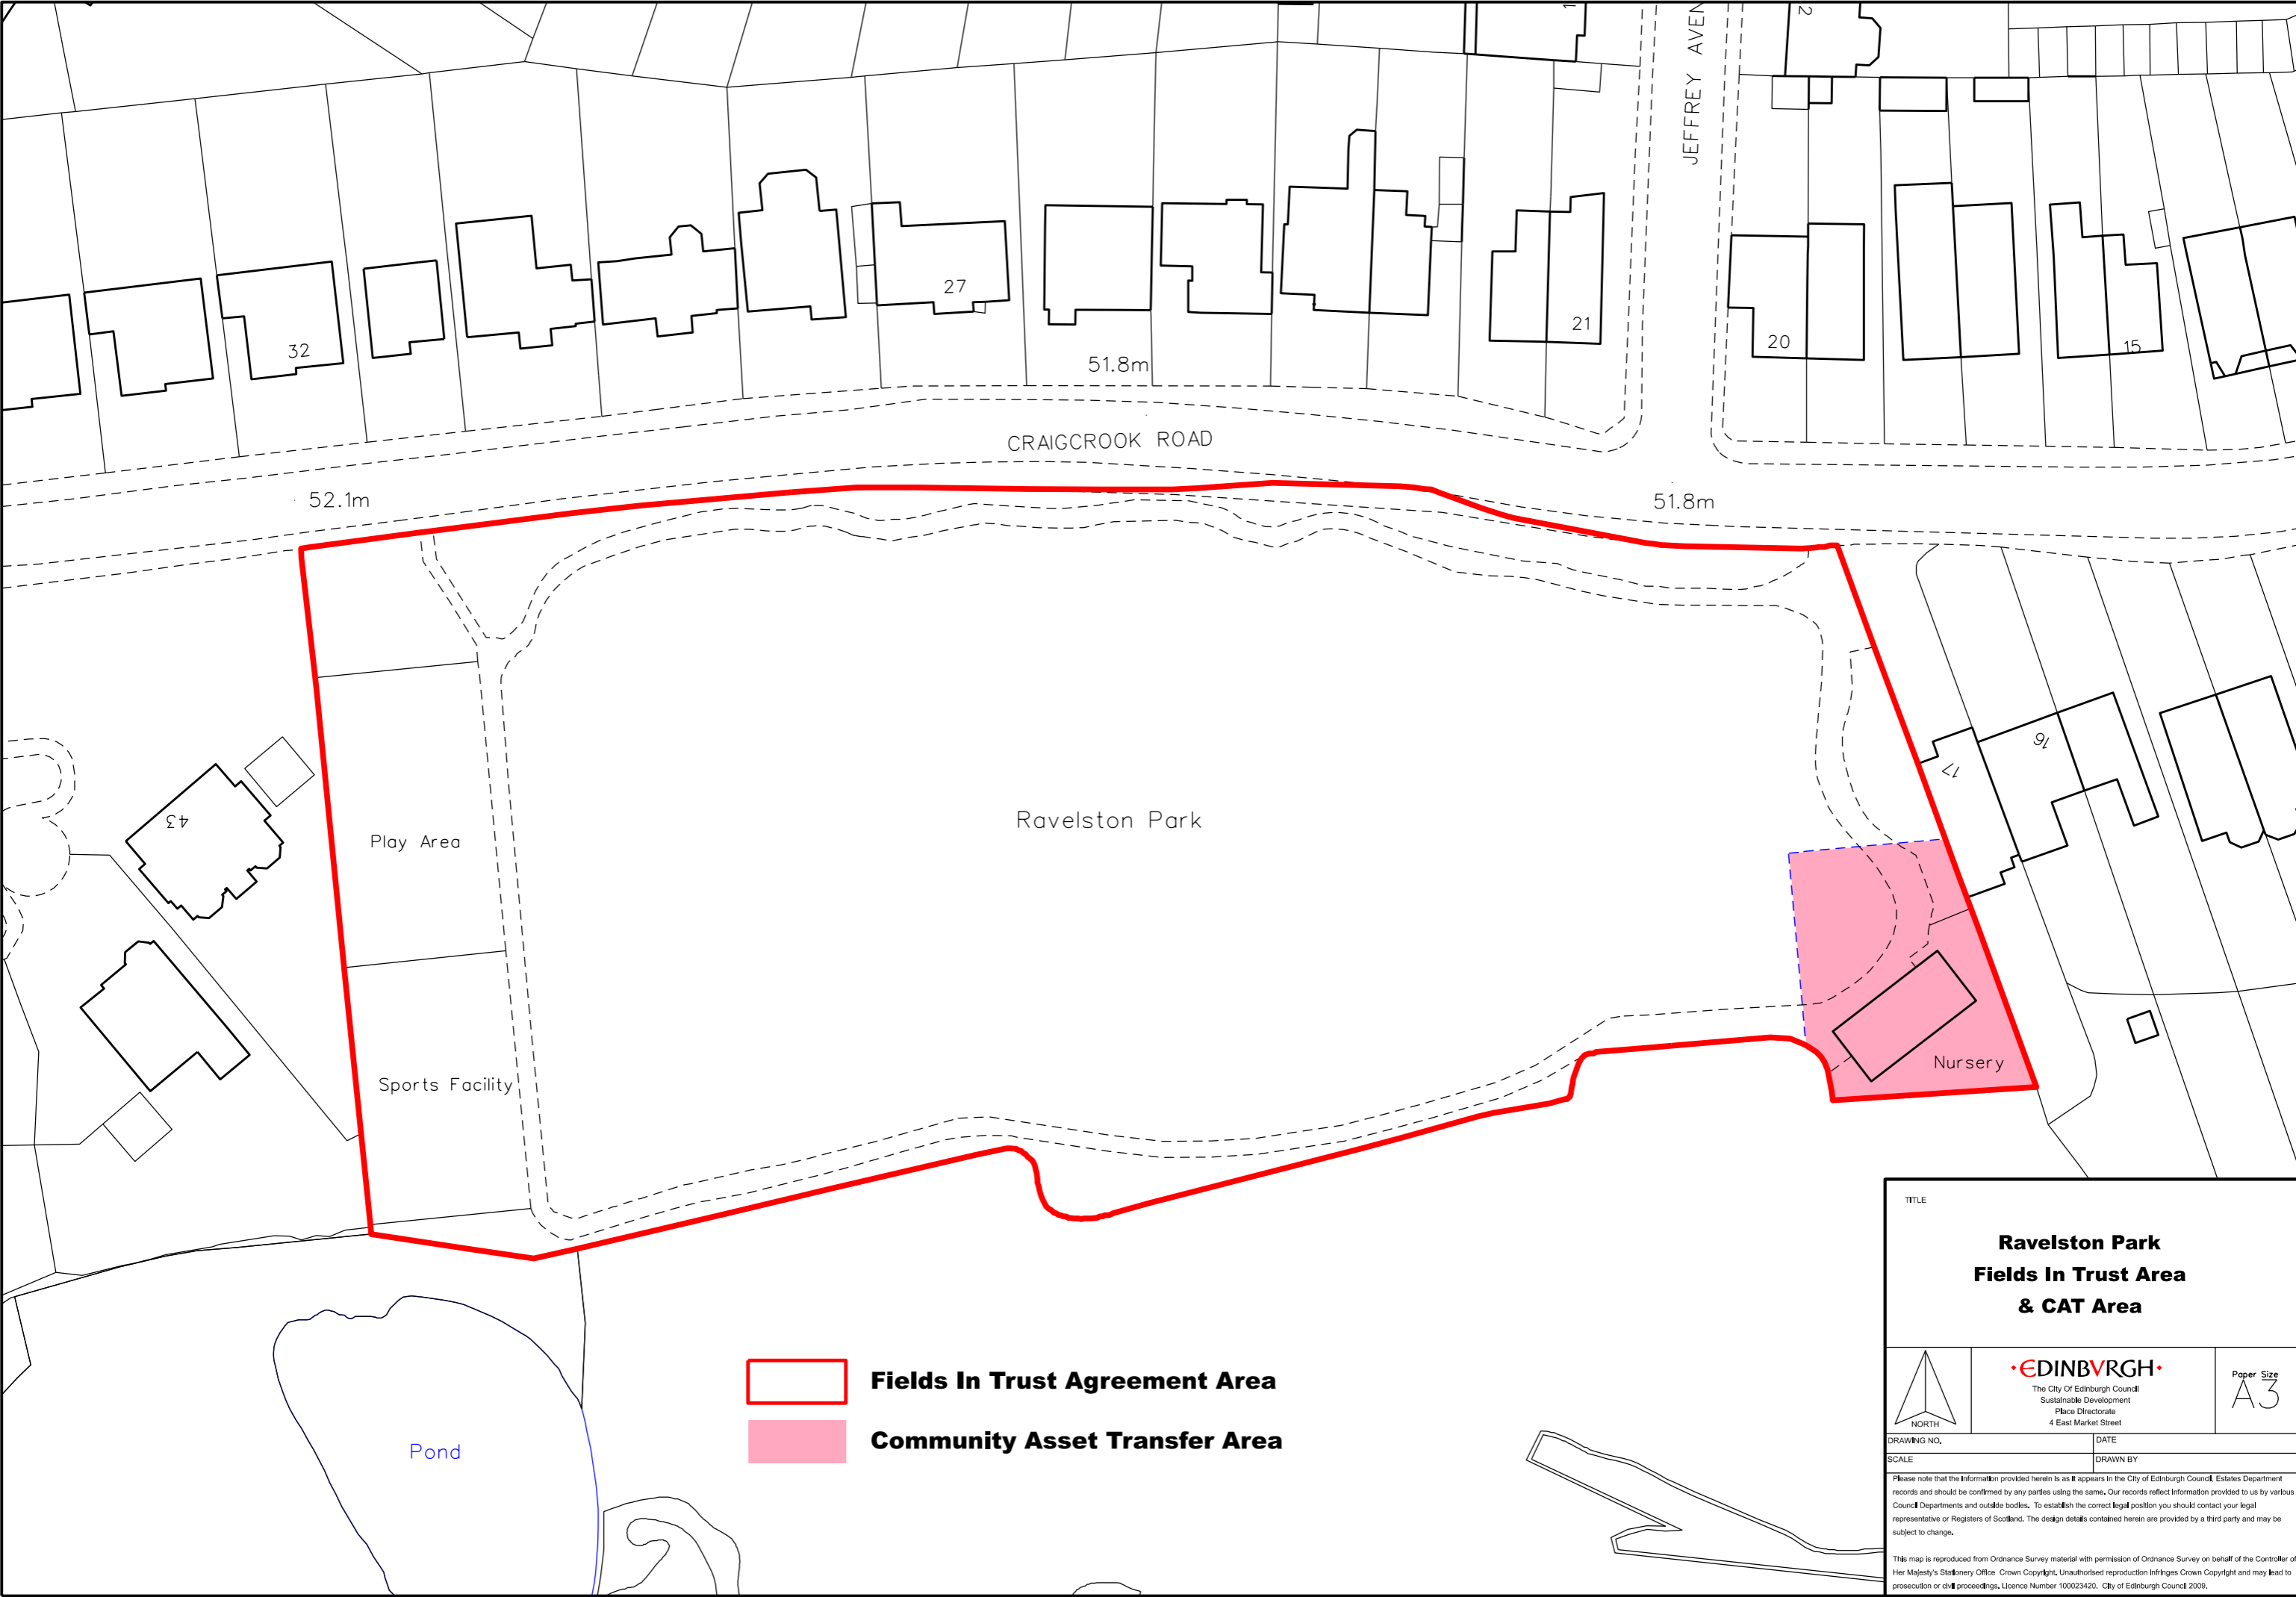 JEFFREY AVEN
2
27
32
21
20
15
51.8m
CRAIGCROOK ROAD
52.1m
51.8m
16
17
43
Play Area
Ravelston Park
Sports Facility
Nursery
Pond
Fields In Trust Agreement Area
Community Asset Transfer Area
TITLE
Ravelston Park
Fields In Trust Area
& CAT Area
NORTH
·EDINBVRGH·
The City Of Edinburgh Council
Sustainable Development
Place Directorate
4 East Market Street
Paper Size
A3
DRAWING NO.
DATE
SCALE
DRAWN BY
Please note that the information provided herein is as it appears in the City of Edinburgh Council, Estates Department
records and should be confirmed by any parties using the same. Our records reflect information provided to us by various
Council Departments and outside bodies. To establish the correct legal position you should contact your legal
representative or Registers of Scotland. The design details contained herein are provided by a third party and may be
subject to change.
This map is reproduced from Ordnance Survey material with permission of Ordnance Survey on behalf of the Controller of
Her Majesty's Stationery Office Crown Copyright. Unauthorised reproduction infringes Crown Copyright and may lead to
prosecution or civil proceedings. Licence Number 100023420. City of Edinburgh Council 2009.